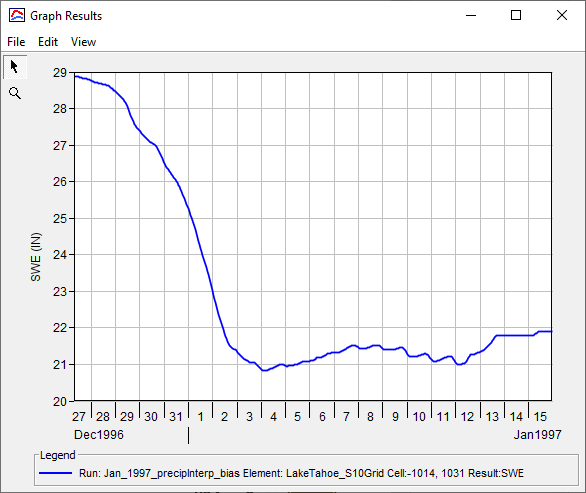 Graph Results
File Edit View
29
28
27
26
25
24
23
22
21
20
SWE (IN)
27 28 29 30 31 1 2 3 4 5 6 7 8 9 10 11 12 13 14 15
Dec1996 Jan1997
Legend
Run: Jan_1997_precipInterp_bias Element: LakeTahoe_S10Grid Cell:-1014, 1031 Result:SWE